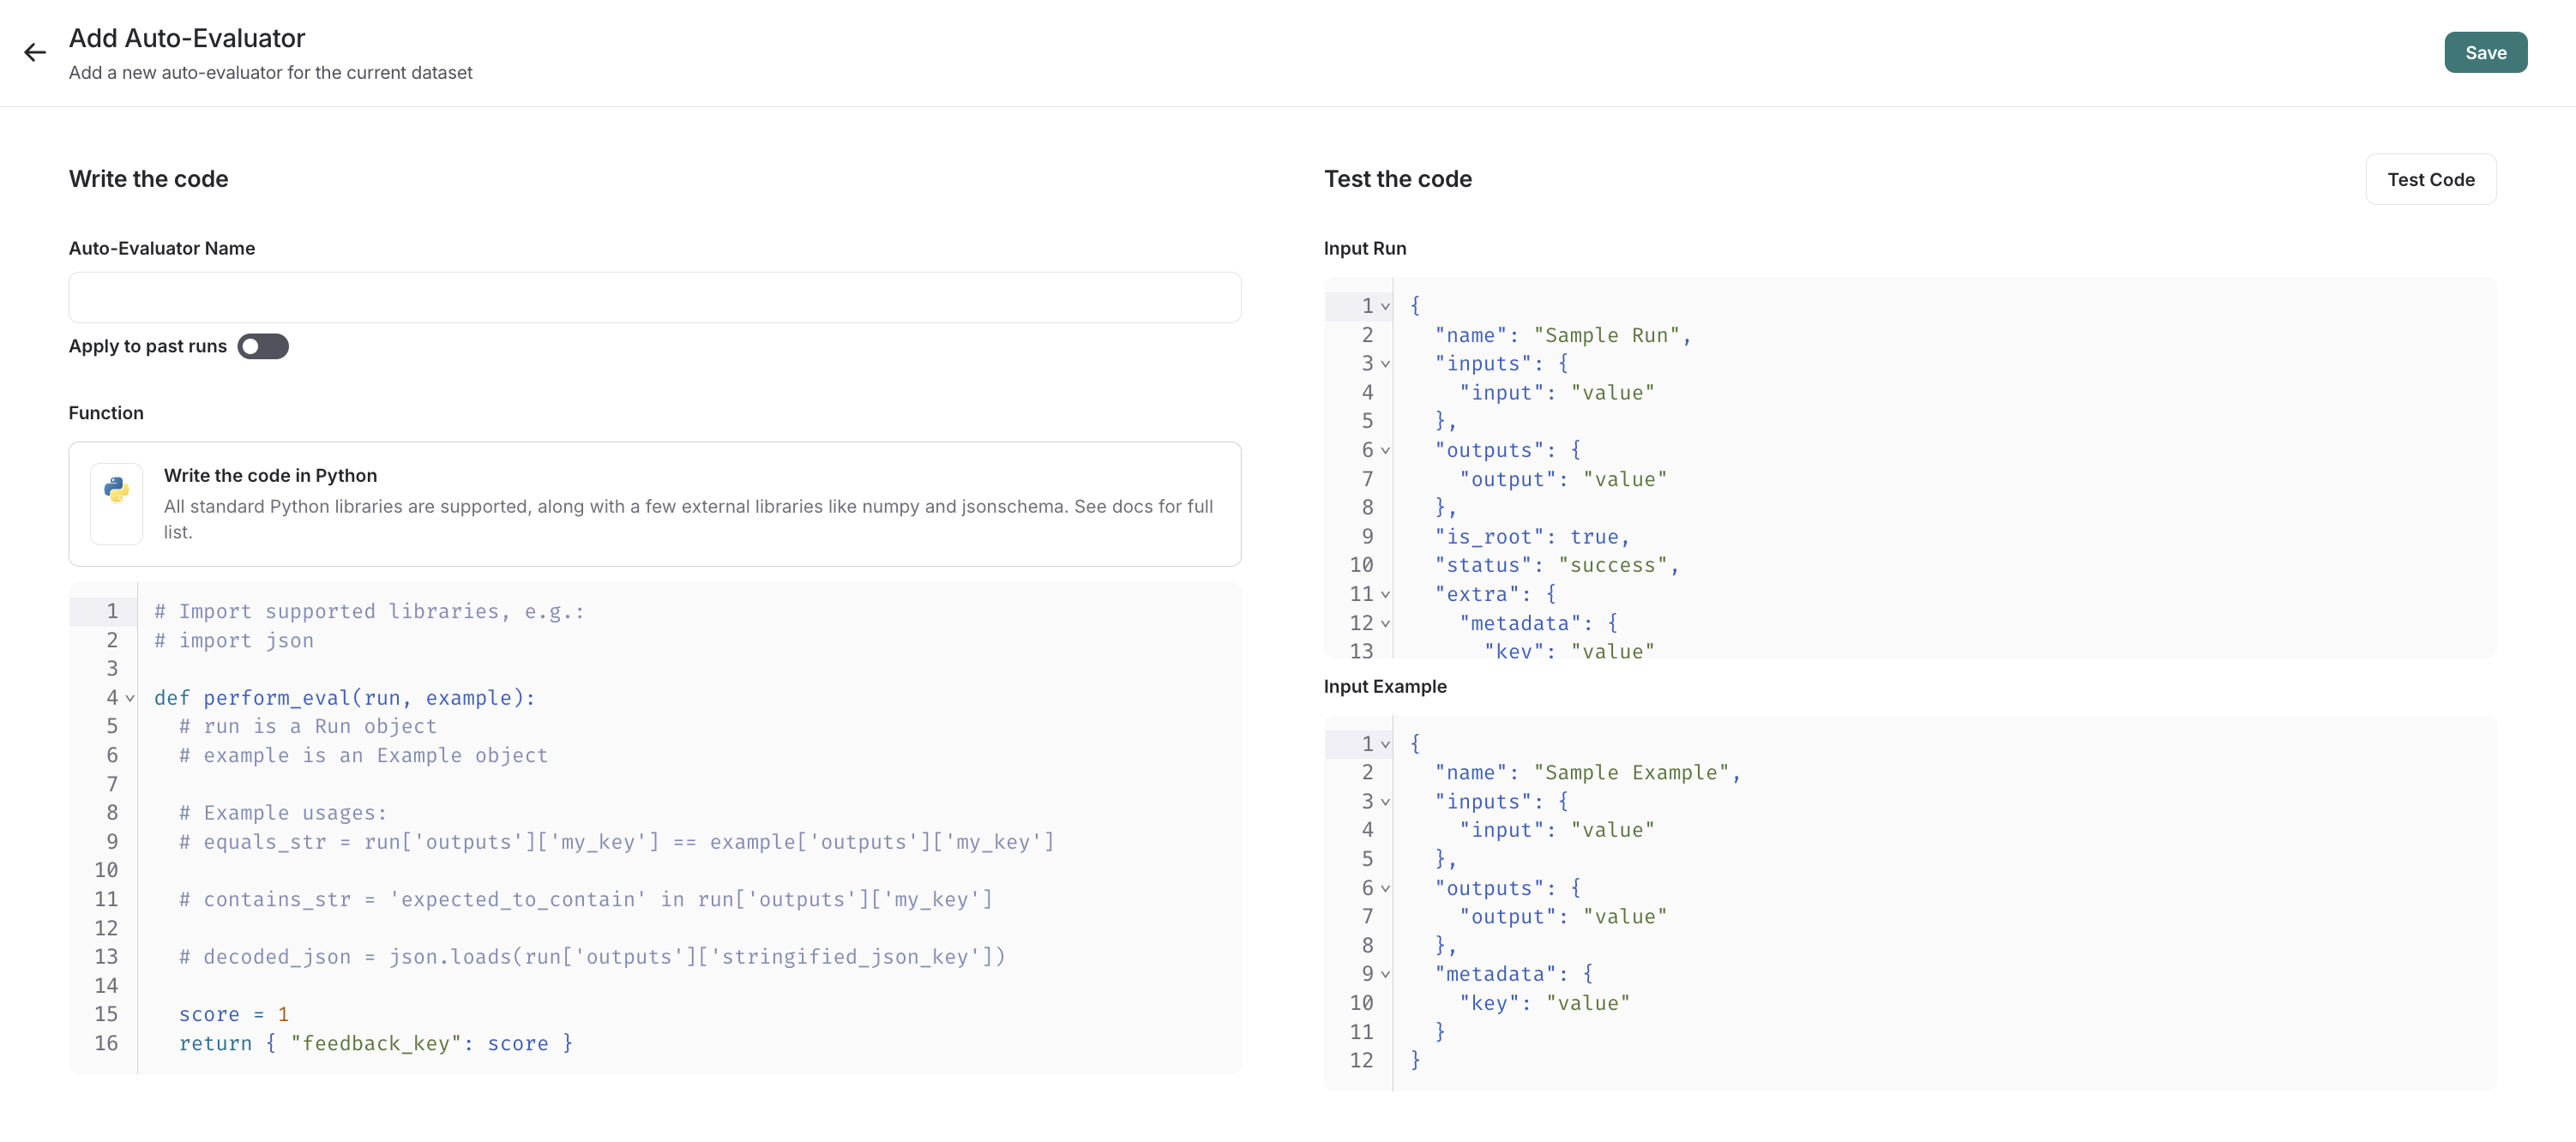 Add Auto-Evaluator
Add a new auto-evaluator for the current dataset
Save
Write the code
Auto-Evaluator Name
Apply to past runs
Function
Write the code in Python
All standard Python libraries are supported, along with a few external libraries like numpy and jsonschema. See docs for full
list.
1 # Import supported libraries, e.g.:
2 # import json
3
4 def perform_eval(run, example):
5   # run is a Run object
6   # example is an Example object
7
8   # Example usages:
9   # equals_str = run['outputs']['my_key'] == example['outputs']['my_key']
10
11   # contains_str = 'expected_to_contain' in run['outputs']['my_key']
12
13   # decoded_json = json.loads(run['outputs']['stringified_json_key'])
14
15   score = 1
16   return { "feedback_key": score }
Test the code
Test Code
Input Run
1 {
2   "name": "Sample Run",
3   "inputs": {
4     "input": "value"
5   },
6   "outputs": {
7     "output": "value"
8   },
9   "is_root": true,
10   "status": "success",
11   "extra": {
12     "metadata": {
13       "key": "value"
Input Example
1 {
2   "name": "Sample Example",
3   "inputs": {
4     "input": "value"
5   },
6   "outputs": {
7     "output": "value"
8   },
9   "metadata": {
10     "key": "value"
11   }
12 }